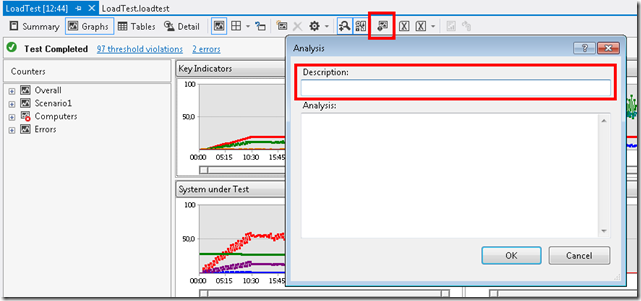 LoadTest [12:44]
LoadTest.loadtest
Summary
Graphs
Tables
Detail
Test Completed
97 threshold violations
2 errors
Counters
Overall
Scenario1
Computers
Errors
Key Indicators
100
50,0
00:00 05:15 10:30 15:45
System under Test
100
50,0
00:00 05:15 10:30 15:45
Analysis
Description:
Analysis:
OK
Cancel